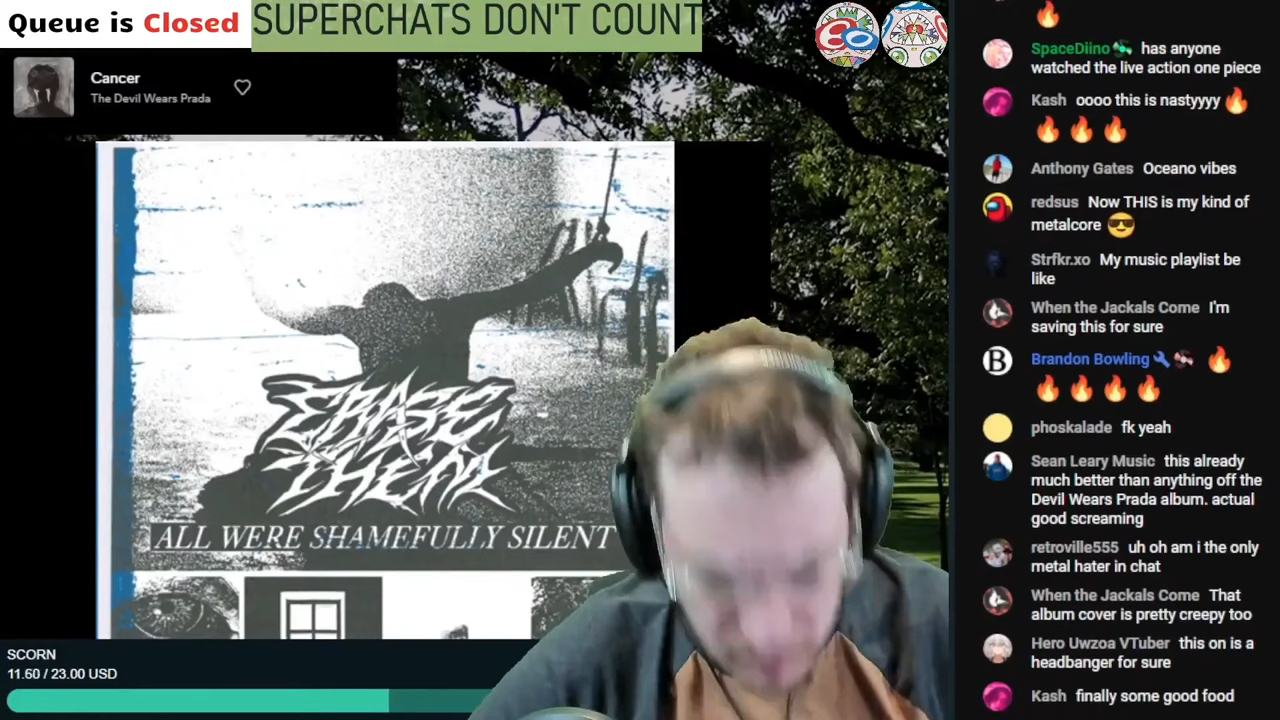 Queue is Closed
SUPERCHATS DON'T COUNT
Cancer
The Devil Wears Prada
ERASE
THEM
ALL WERE SHAMEFULLY SILENT
SCORN
11.60 / 23.00 USD
SpaceDiino has anyone
watched the live action one piece
Kash oooo this is nastyyyy
Anthony Gates Oceano vibes
redsus Now THIS is my kind of
metalcore
Strfkr.xo My music playlist be
like
When the Jackals Come I'm
saving this for sure
B Brandon Bowling
phoskalade fk yeah
Sean Leary Music this already
much better than anything off the
Devil Wears Prada album. actual
good screaming
retroville555 uh oh am i the only
metal hater in chat
When the Jackals Come That
album cover is pretty creepy too
Hero Uwzoa VTuber this on is a
headbanger for sure
Kash finally some good food